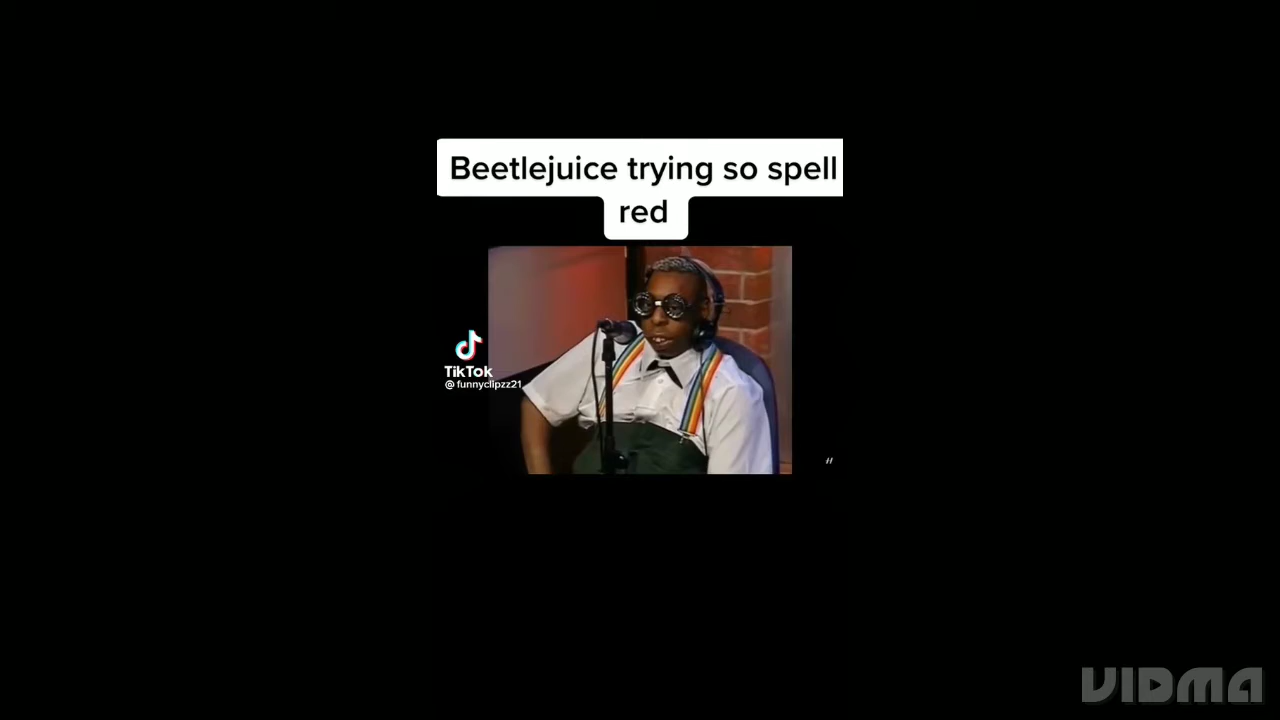 Beetlejuice trying so spell
red
TikTok
@funnyclipzz21
VIDMA